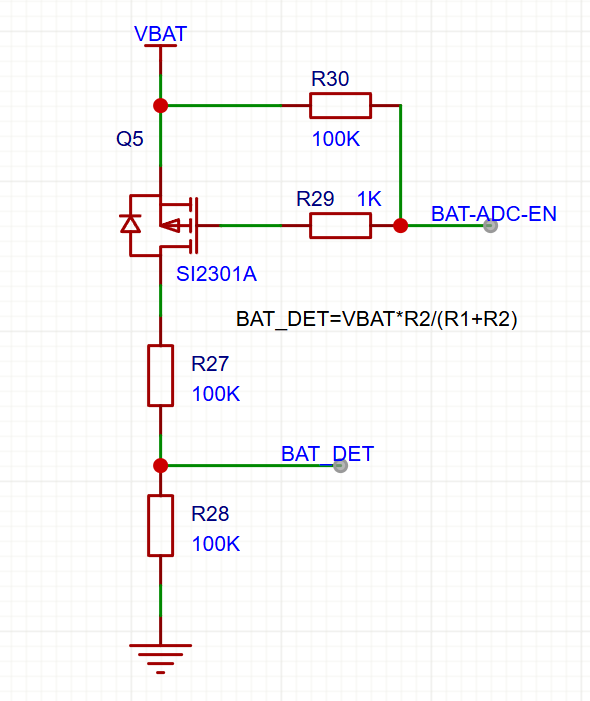 VBAT
R30
Q5
100K
R29 1K
BAT-ADC-EN
SI2301A
BAT_DET=VBAT*R2/(R1+R2)
R27
100K
BAT_DET
R28
100K